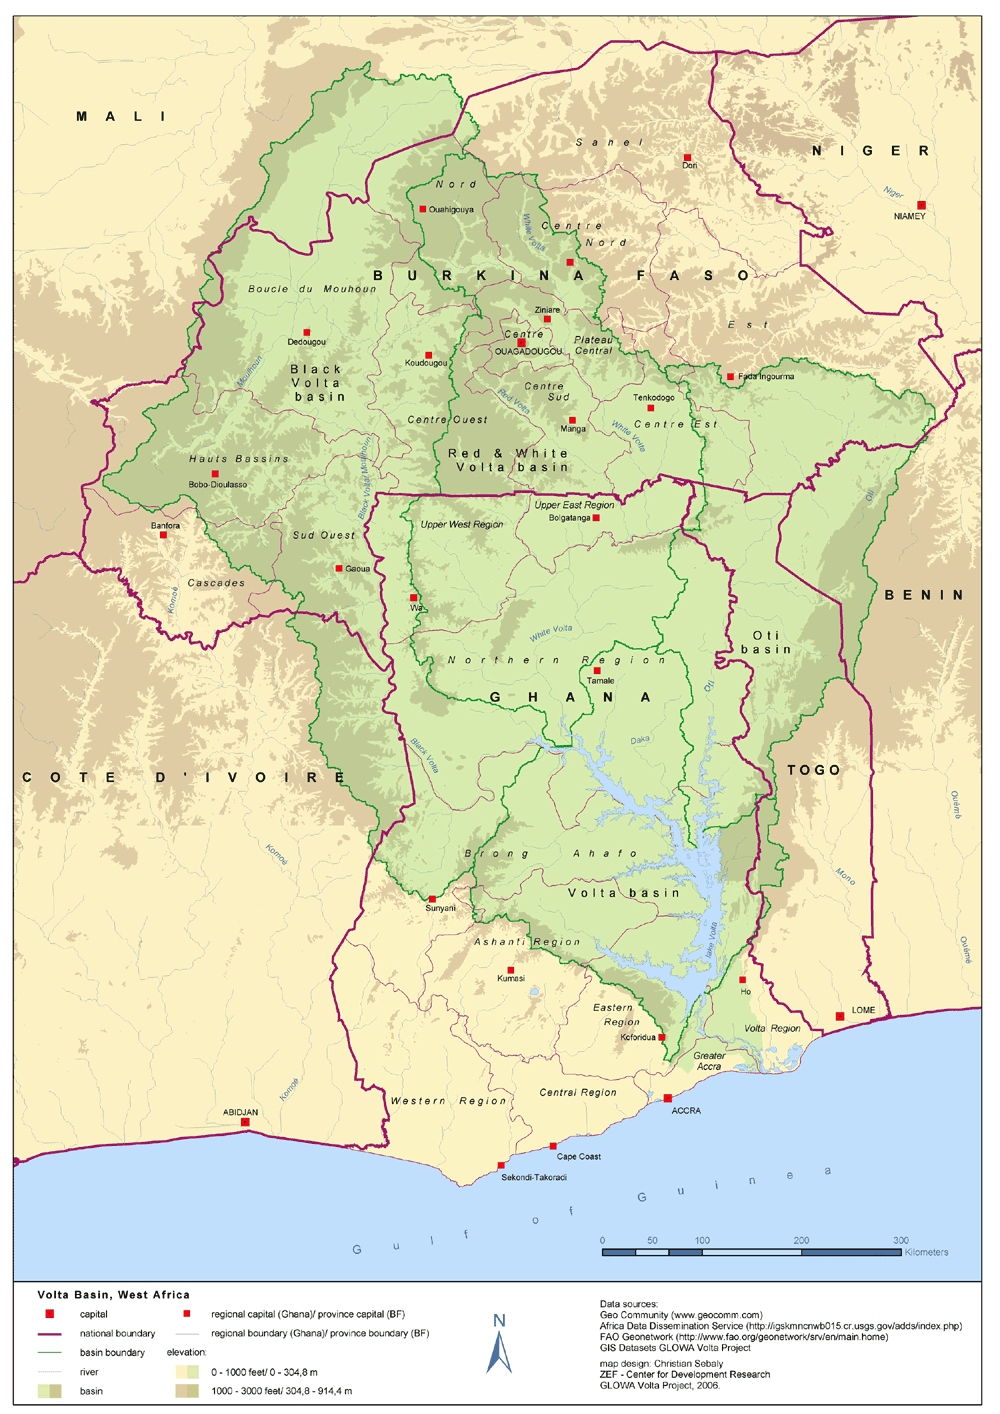 MALI
NIGER
Sahel
Dori
Niger
NIAMEY
Nord
Ouahigouya
White Volta
Centre
Nord
BURKINA FASO
Boucle du Mouhoun
Est
Ziniare
Centre
OUAGADOUGOU
Plateau
Central
Dedougou
Koudougou
Mouhoun
Black
Volta
basin
Fada Ingourma
Centre
Sud
Tenkodogo
Red Volta
Centre Ouest
Manga
White Volta
Centre Est
Red & White
Volta basin
Hauts Bassins
Bobo-Dioulasso
Black Volta/ Mouhoun
Oti
Upper East Region
Bolgatanga
Upper West Region
Banfora
Sud Ouest
Gaoua
Cascades
Komoé
Wa
BENIN
White Volta
Oti
basin
Northern Region
Tamale
Oti
GHANA
Daka
Black Volta
COTE D'IVOIRE
TOGO
Ouémé
Komoé
Brong Ahafo
Mono
Volta basin
Sunyani
lake Volta
Ashanti Region
Ouémé
Kumasi
Ho
Eastern
Region
LOME
Koforidua
Volta Region
Greater
Accra
Komoé
Central Region
Western Region
ABIDJAN
ACCRA
Cape Coast
Sekondi-Takoradi
Gulf of Guinea
0 50 100 200 300
Kilometers
Volta Basin, West Africa
capital
regional capital (Ghana)/ province capital (BF)
national boundary
regional boundary (Ghana)/ province boundary (BF)
basin boundary
elevation:
river
0 - 1000 feet/ 0 - 304,8 m
basin
1000 - 3000 feet/ 304,8 - 914,4 m
N
Data sources:
Geo Community (www.geocomm.com)
Africa Data Dissemination Service (http://igskmncnwb015.cr.usgs.gov/adds/index.php)
FAO Geonetwork (http://www.fao.org/geonetwork/srv/en/main.home)
GIS Datasets GLOWA Volta Project
map design: Christian Sebaly
ZEF - Center for Development Research
GLOWA Volta Project, 2006.